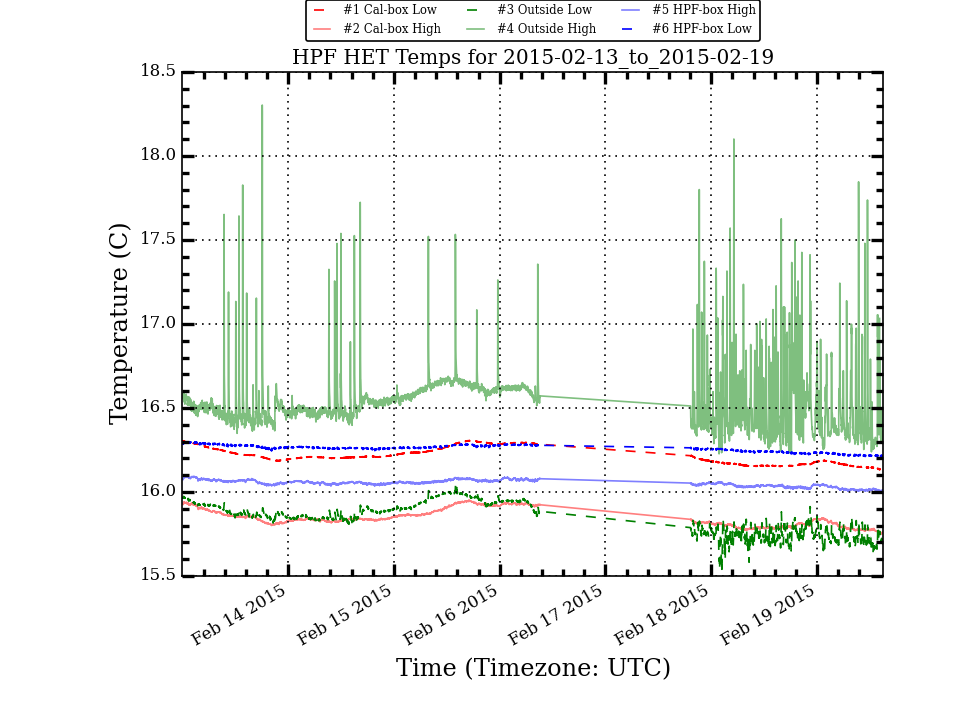 #1 Cal-box Low #3 Outside Low #5 HPF-box High
#2 Cal-box High #4 Outside High #6 HPF-box Low
HPF HET Temps for 2015-02-13_to_2015-02-19
18.5
18.0
17.5
17.0
16.5
16.0
15.5
Temperature (C)
Feb 14 2015 Feb 15 2015 Feb 16 2015 Feb 17 2015 Feb 18 2015 Feb 19 2015
Time (Timezone: UTC)